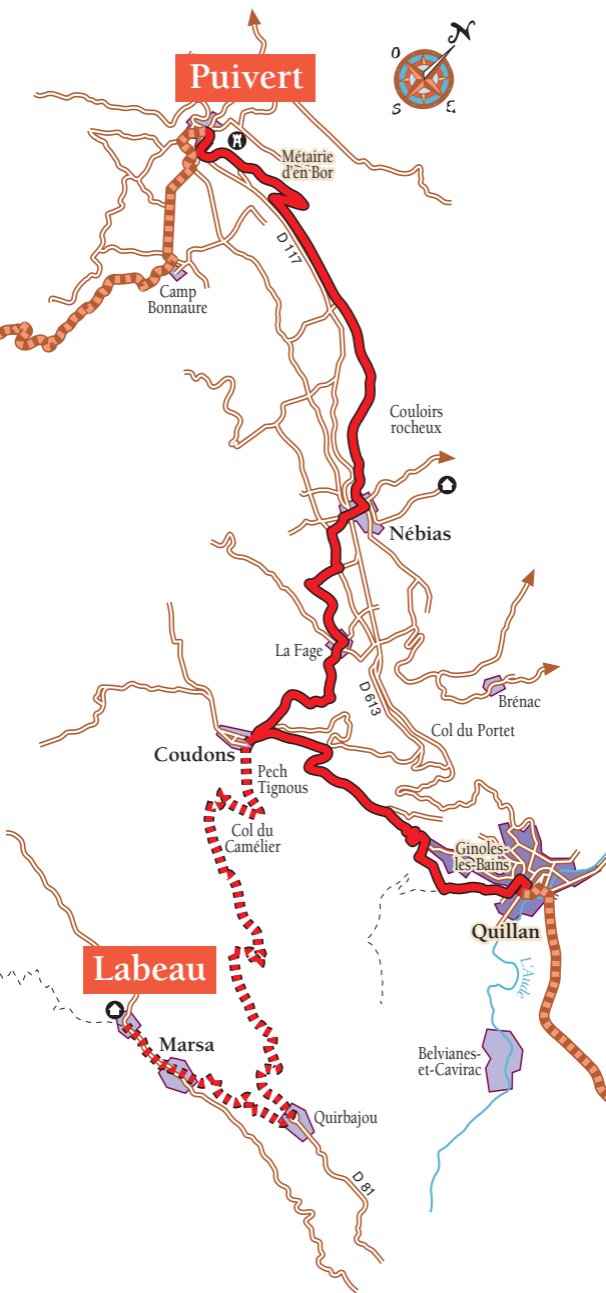 N
O
S
E
Puivert
Métairie
d'en Bor
D 117
Camp
Bonnaure
Couloirs
rocheux
Nébias
La Fage
D 613
Brénac
Col du Portet
Coudons
Pech
Tignous
Col du
Camélier
Ginoles-
les-Bains
Quillan
L'Aude
Labeau
Marsa
Belvianes-
et-Cavirac
Quirbajou
D 81